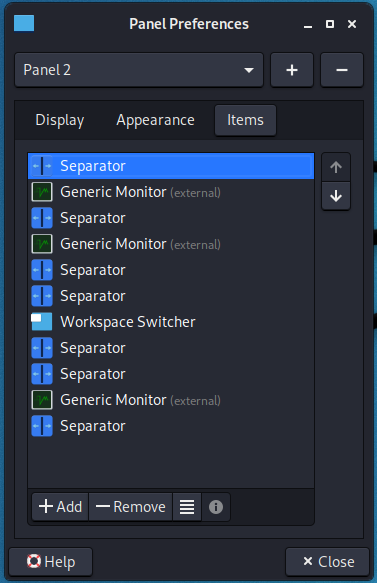 Panel Preferences
Panel 2
Display Appearance Items
Separator
Generic Monitor (external)
Separator
Generic Monitor (external)
Separator
Separator
Workspace Switcher
Separator
Separator
Generic Monitor (external)
Separator
Add Remove
Help Close